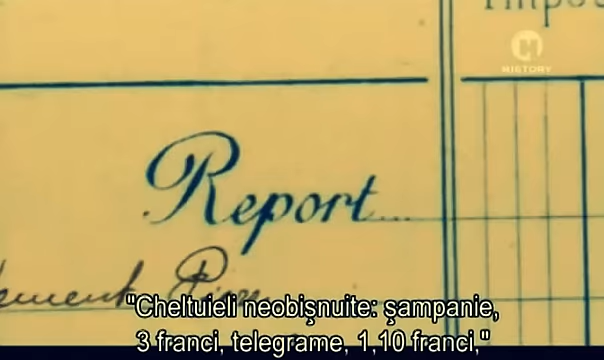 HISTORY
Report
"Cheltuieli neobişnuite: şampanie,
3 franci, telegrame, 1,10 franci,"